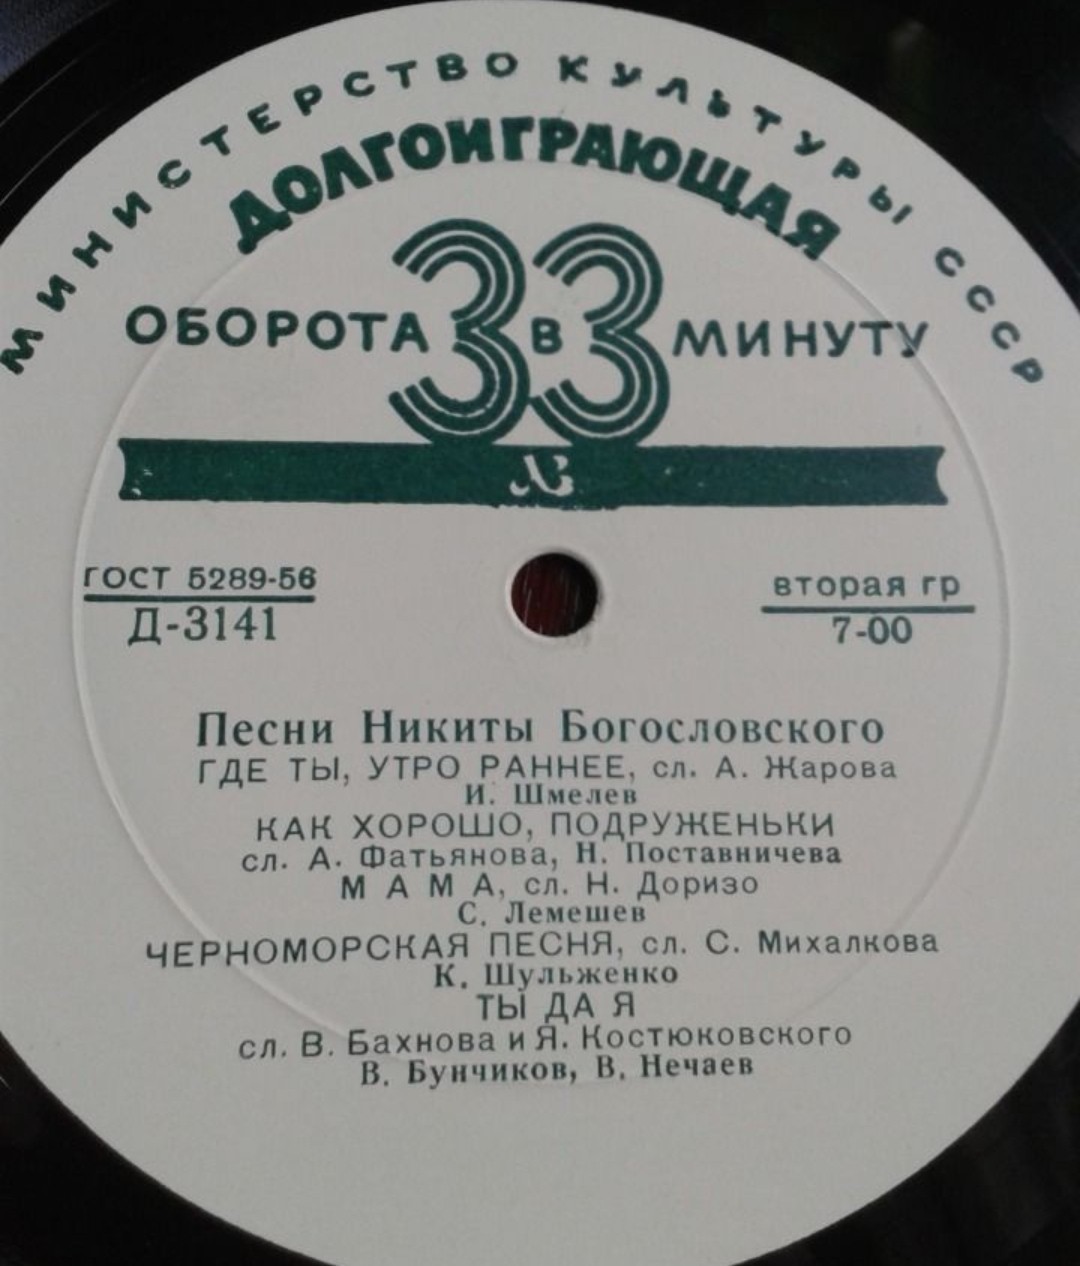 МИНИСТЕРСТВО КУЛЬТУРЫ СССР
ДОЛГОИГРАЮЩАЯ
ОБОРОТА 33 В МИНУТУ
ГОСТ 5289-56
Д-3141
вторая гр
7-00
Песни Никиты Богословского
ГДЕ ТЫ, УТРО РАННЕЕ, сл. А. Жарова
И. Шмелев
КАК ХОРОШО, ПОДРУЖЕНЬКИ
сл. А. Фатьянова, Н. Поставничева
М А М А, сл. Н. Доризо
С. Лемешев
ЧЕРНОМОРСКАЯ ПЕСНЯ, сл. С. Михалкова
К. Шульженко
ТЫ ДА Я
сл. В. Бахнова и Я. Костюковского
В. Бунчиков, В. Нечаев